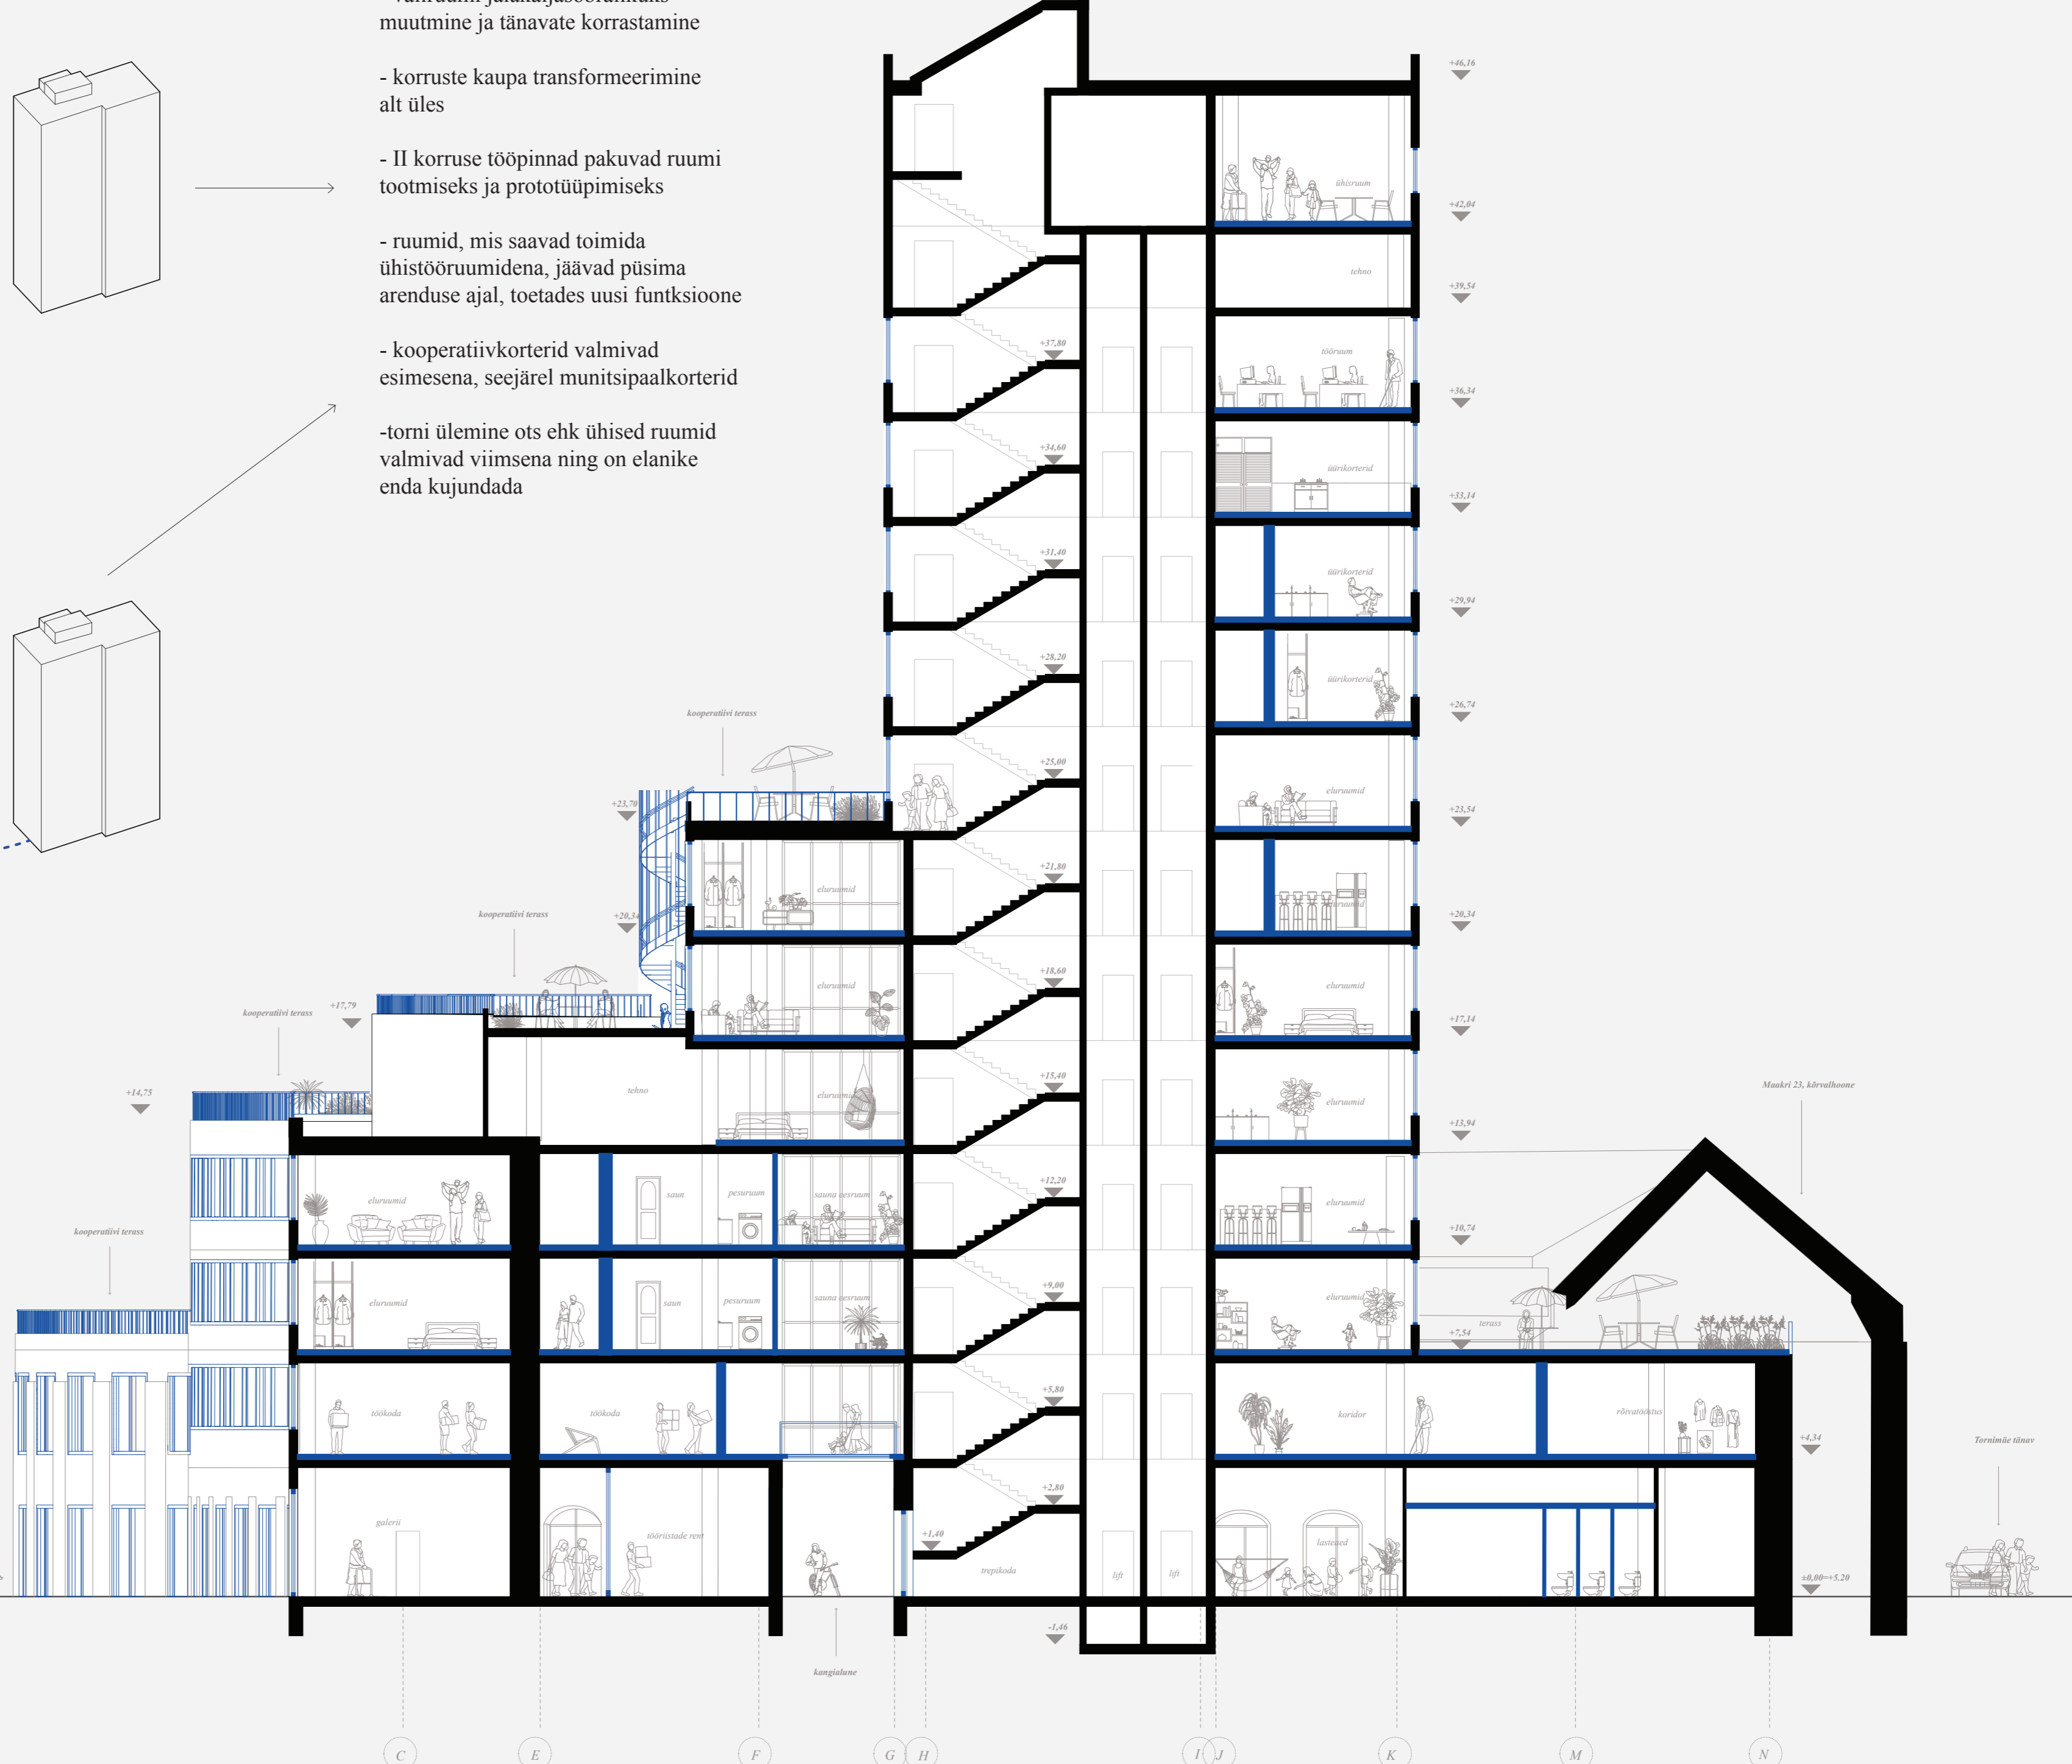 muutmine ja tänavate korrastamine
- korruste kaupa transformeerimine
alt üles
- II korruse tööpinnad pakuvad ruumi
tootmiseks ja prototüüpimiseks
- ruumid, mis saavad toimida
ühistööruumidena, jäävad püsima
arenduse ajal, toetades uusi funtksioone
- kooperatiivkorterid valmivad
esimesena, seejärel munitsipaalkorterid
-torni ülemine ots ehk ühised ruumid
valmivad viimsena ning on elanike
enda kujundada
+46,16
ühisruum
+42,04
tehno
+39,54
+37,80
tööruum
+36,34
+34,60
üürikorterid
+33,14
+31,40
üürikorterid
+29,94
+28,20
üürikorterid
+26,74
kooperatiivi terass
+25,00
eluruumid
+23,70
+23,54
+21,80
eluruumid
eluruumid
kooperatiivi terass
+20,34
+20,34
+18,60
eluruumid
eluruumid
kooperatiivi terass
+17,79
+17,14
+14,75
tehno
eluruumid
+15,40
eluruumid
Maakri 23, kõrvalhoone
+13,94
eluruumid
saun
pesuruum
sauna eesruum
+12,20
eluruumid
kooperatiivi terass
+10,74
eluruumid
saun
pesuruum
sauna eesruum
+9,00
eluruumid
terass
+7,54
töökoda
töökoda
+5,80
koridor
rõivatööstus
+4,34
Tornimäe tänav
galerii
tööriistade rent
+2,80
+1,40
trepikoda
lift
lift
lasteaed
±0,00=+5.20
-1,46
kangialune
C
E
F
G
H
I
J
K
M
N